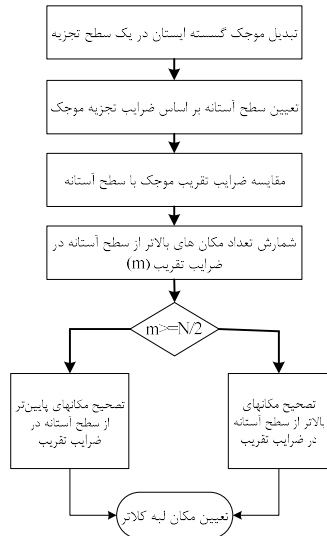 تبدیل موجک گسسته ایستان در یک سطح تجزیه
تعیین سطح آستانه بر اساس ضرایب تجزیه موجک
مقایسه ضرایب تقریب موجک با سطح آستانه
شمارش تعداد مکان های بالاتر از سطح آستانه در
ضرایب تقریب (m)
m>=N/2
تصحیح مکانهای
بالاتر از سطح آستانه
در ضرایب تقریب
تصحیح مکانهای پایین‌تر
از سطح آستانه در
ضرایب تقریب
تعیین مکان لبه کلاتر